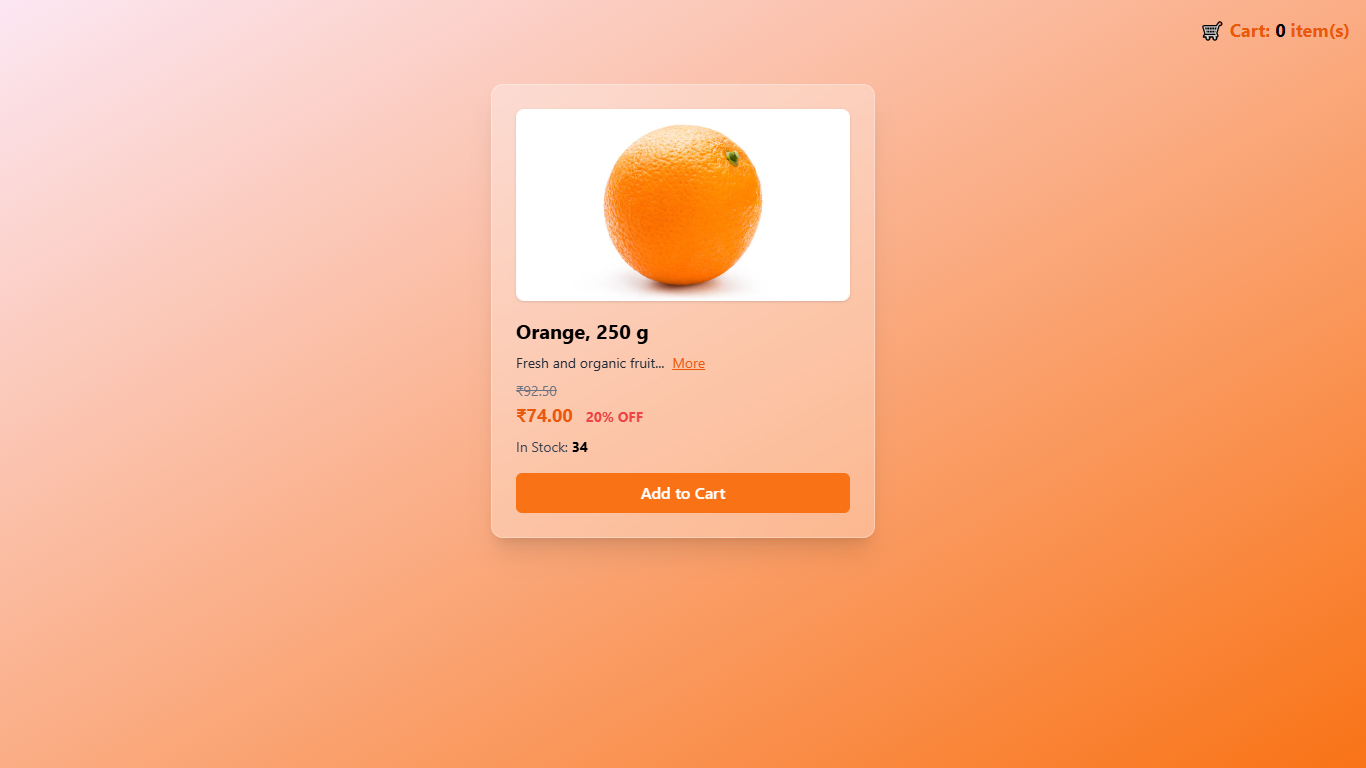 🛒 Cart: 0 item(s)
Orange, 250 g
Fresh and organic fruit... More
₹92.50
₹74.00 20% OFF
In Stock: 34
Add to Cart